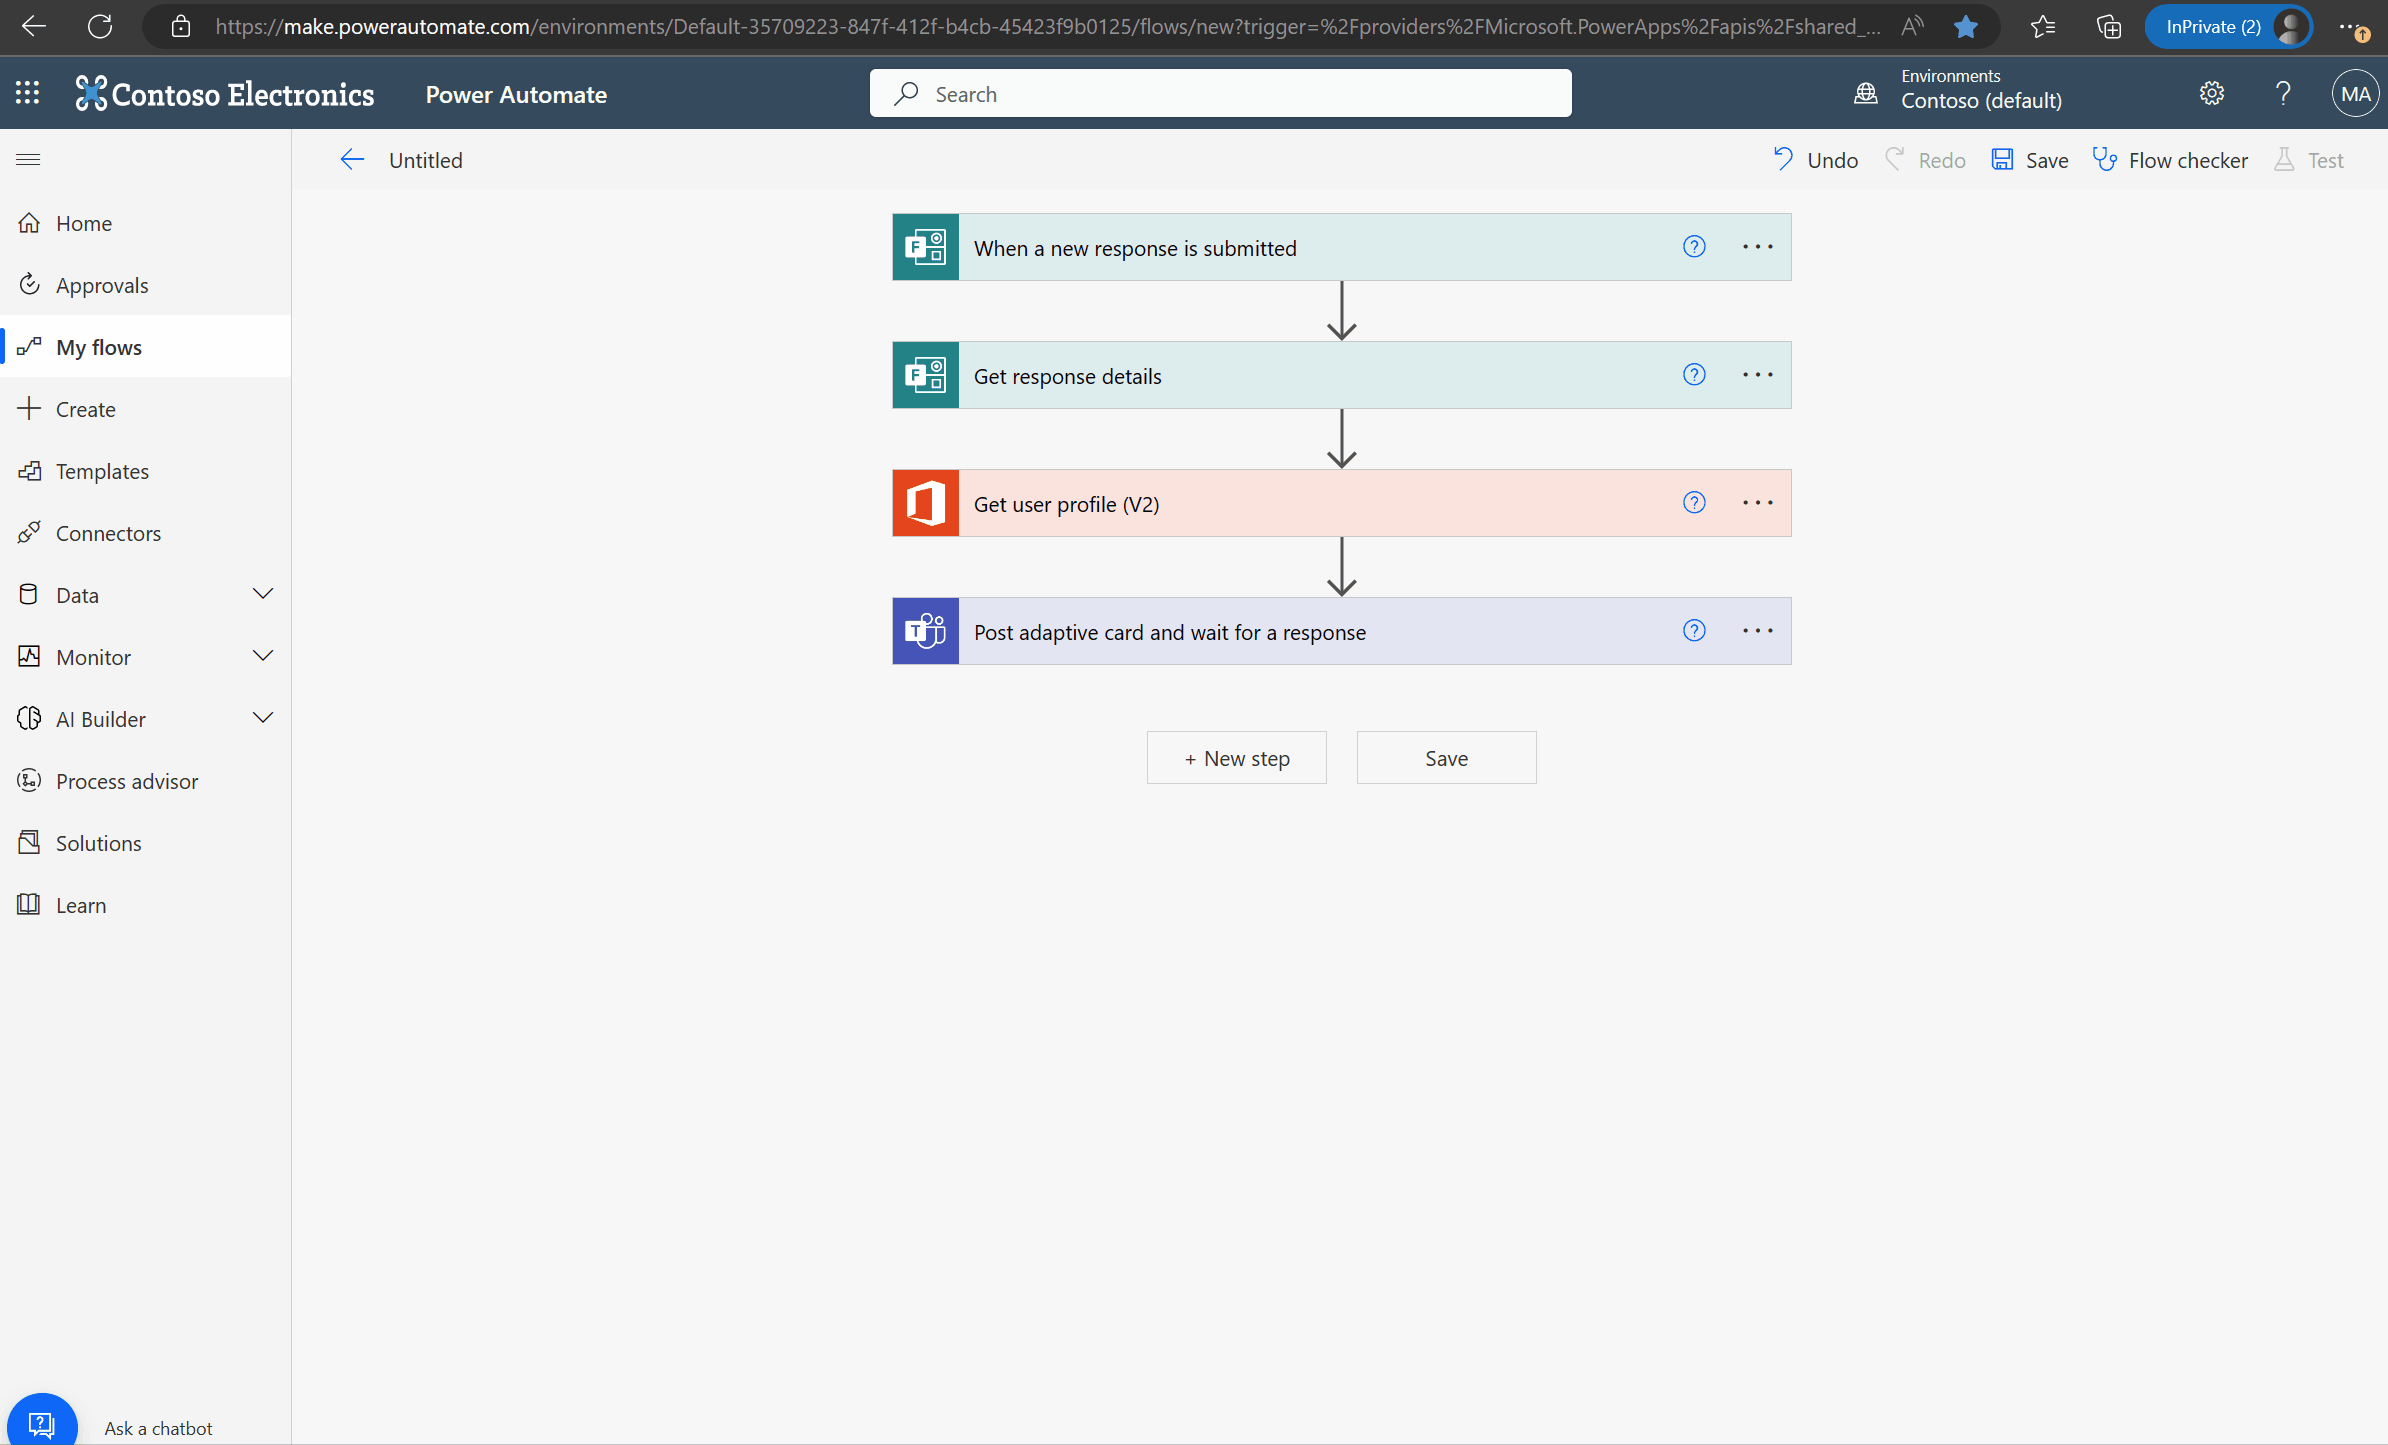 https://make.powerautomate.com/environments/Default-35709223-847f-412f-b4cb-45423f9b0125/flows/new?trigger=%2Fproviders%2FMicrosoft.PowerApps%2Fapis%2Fshared_...
InPrivate (2)
Contoso Electronics
Power Automate
Search
Environments
Contoso (default)
MA
Untitled
Undo
Redo
Save
Flow checker
Test
Home
Approvals
My flows
Create
Templates
Connectors
Data
Monitor
AI Builder
Process advisor
Solutions
Learn
Ask a chatbot
When a new response is submitted
Get response details
Get user profile (V2)
Post adaptive card and wait for a response
+ New step
Save